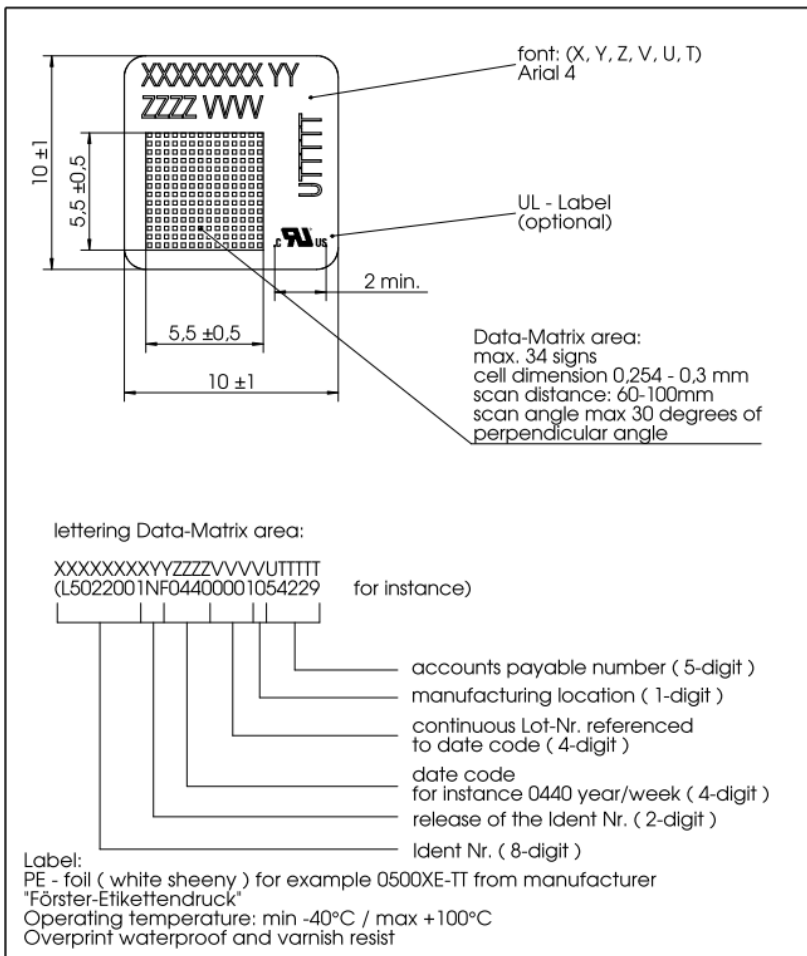 font: (X, Y, Z, V, U, T)
Arial 4
XXXXXXXX YY
ZZZZ VVVV
UTTTTT
10 ±1
5,5 ±0,5
UL - Label
(optional)
c RU US
2 min.
5,5 ±0,5
10 ±1
Data-Matrix area:
max. 34 signs
cell dimension 0,254 - 0,3 mm
scan distance: 60-100mm
scan angle max 30 degrees of
perpendicular angle
lettering Data-Matrix area:
XXXXXXXXYYZZZZVVVVUTTTTT
(L5022001NF04400001054229 for instance)
accounts payable number ( 5-digit )
manufacturing location ( 1-digit )
continuous Lot-Nr. referenced
to date code ( 4-digit )
date code
for instance 0440 year/week ( 4-digit )
release of the Ident Nr. ( 2-digit )
Ident Nr. ( 8-digit )
Label:
PE - foil ( white sheeny ) for example 0500XE-TT from manufacturer
"Förster-Etikettendruck"
Operating temperature: min -40°C / max +100°C
Overprint waterproof and varnish resist